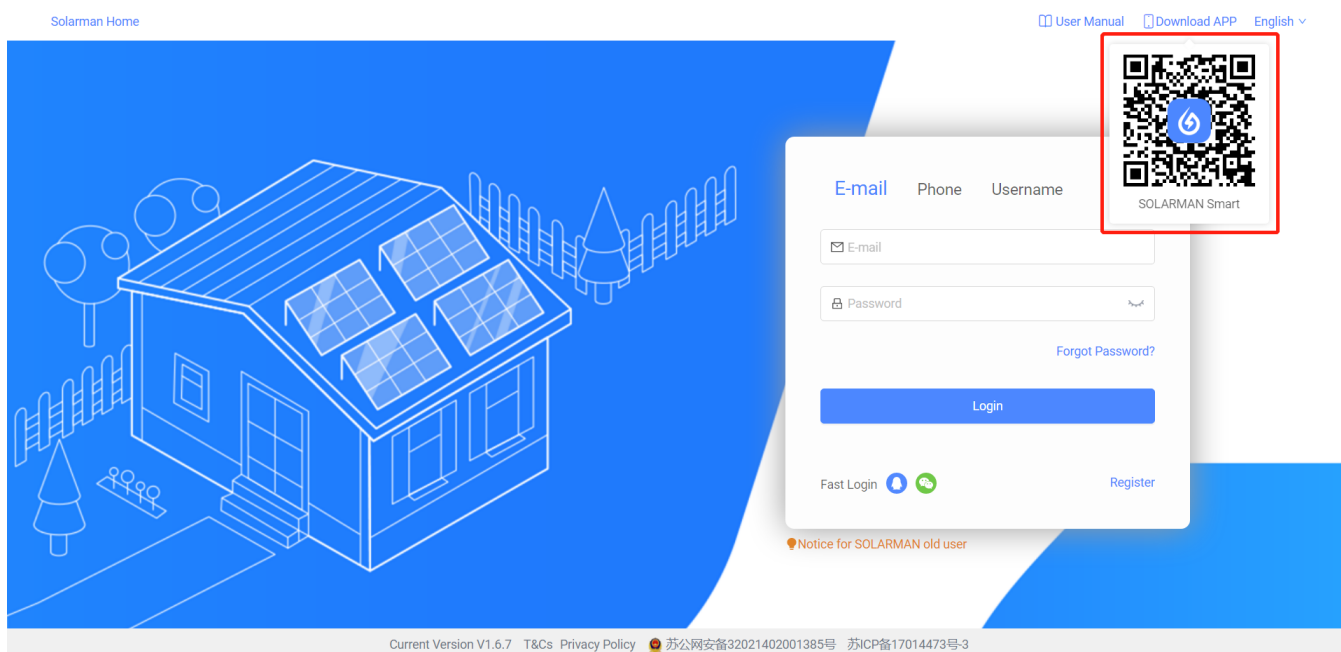 Solarman Home
User Manual
Download APP
English
SOLARMAN Smart
E-mail Phone Username
E-mail
Password
Forgot Password?
Login
Fast Login
Register
Notice for SOLARMAN old user
Current Version V1.6.7 T&Cs Privacy Policy 苏公网安备32021402001385号 苏ICP备17014473号-3